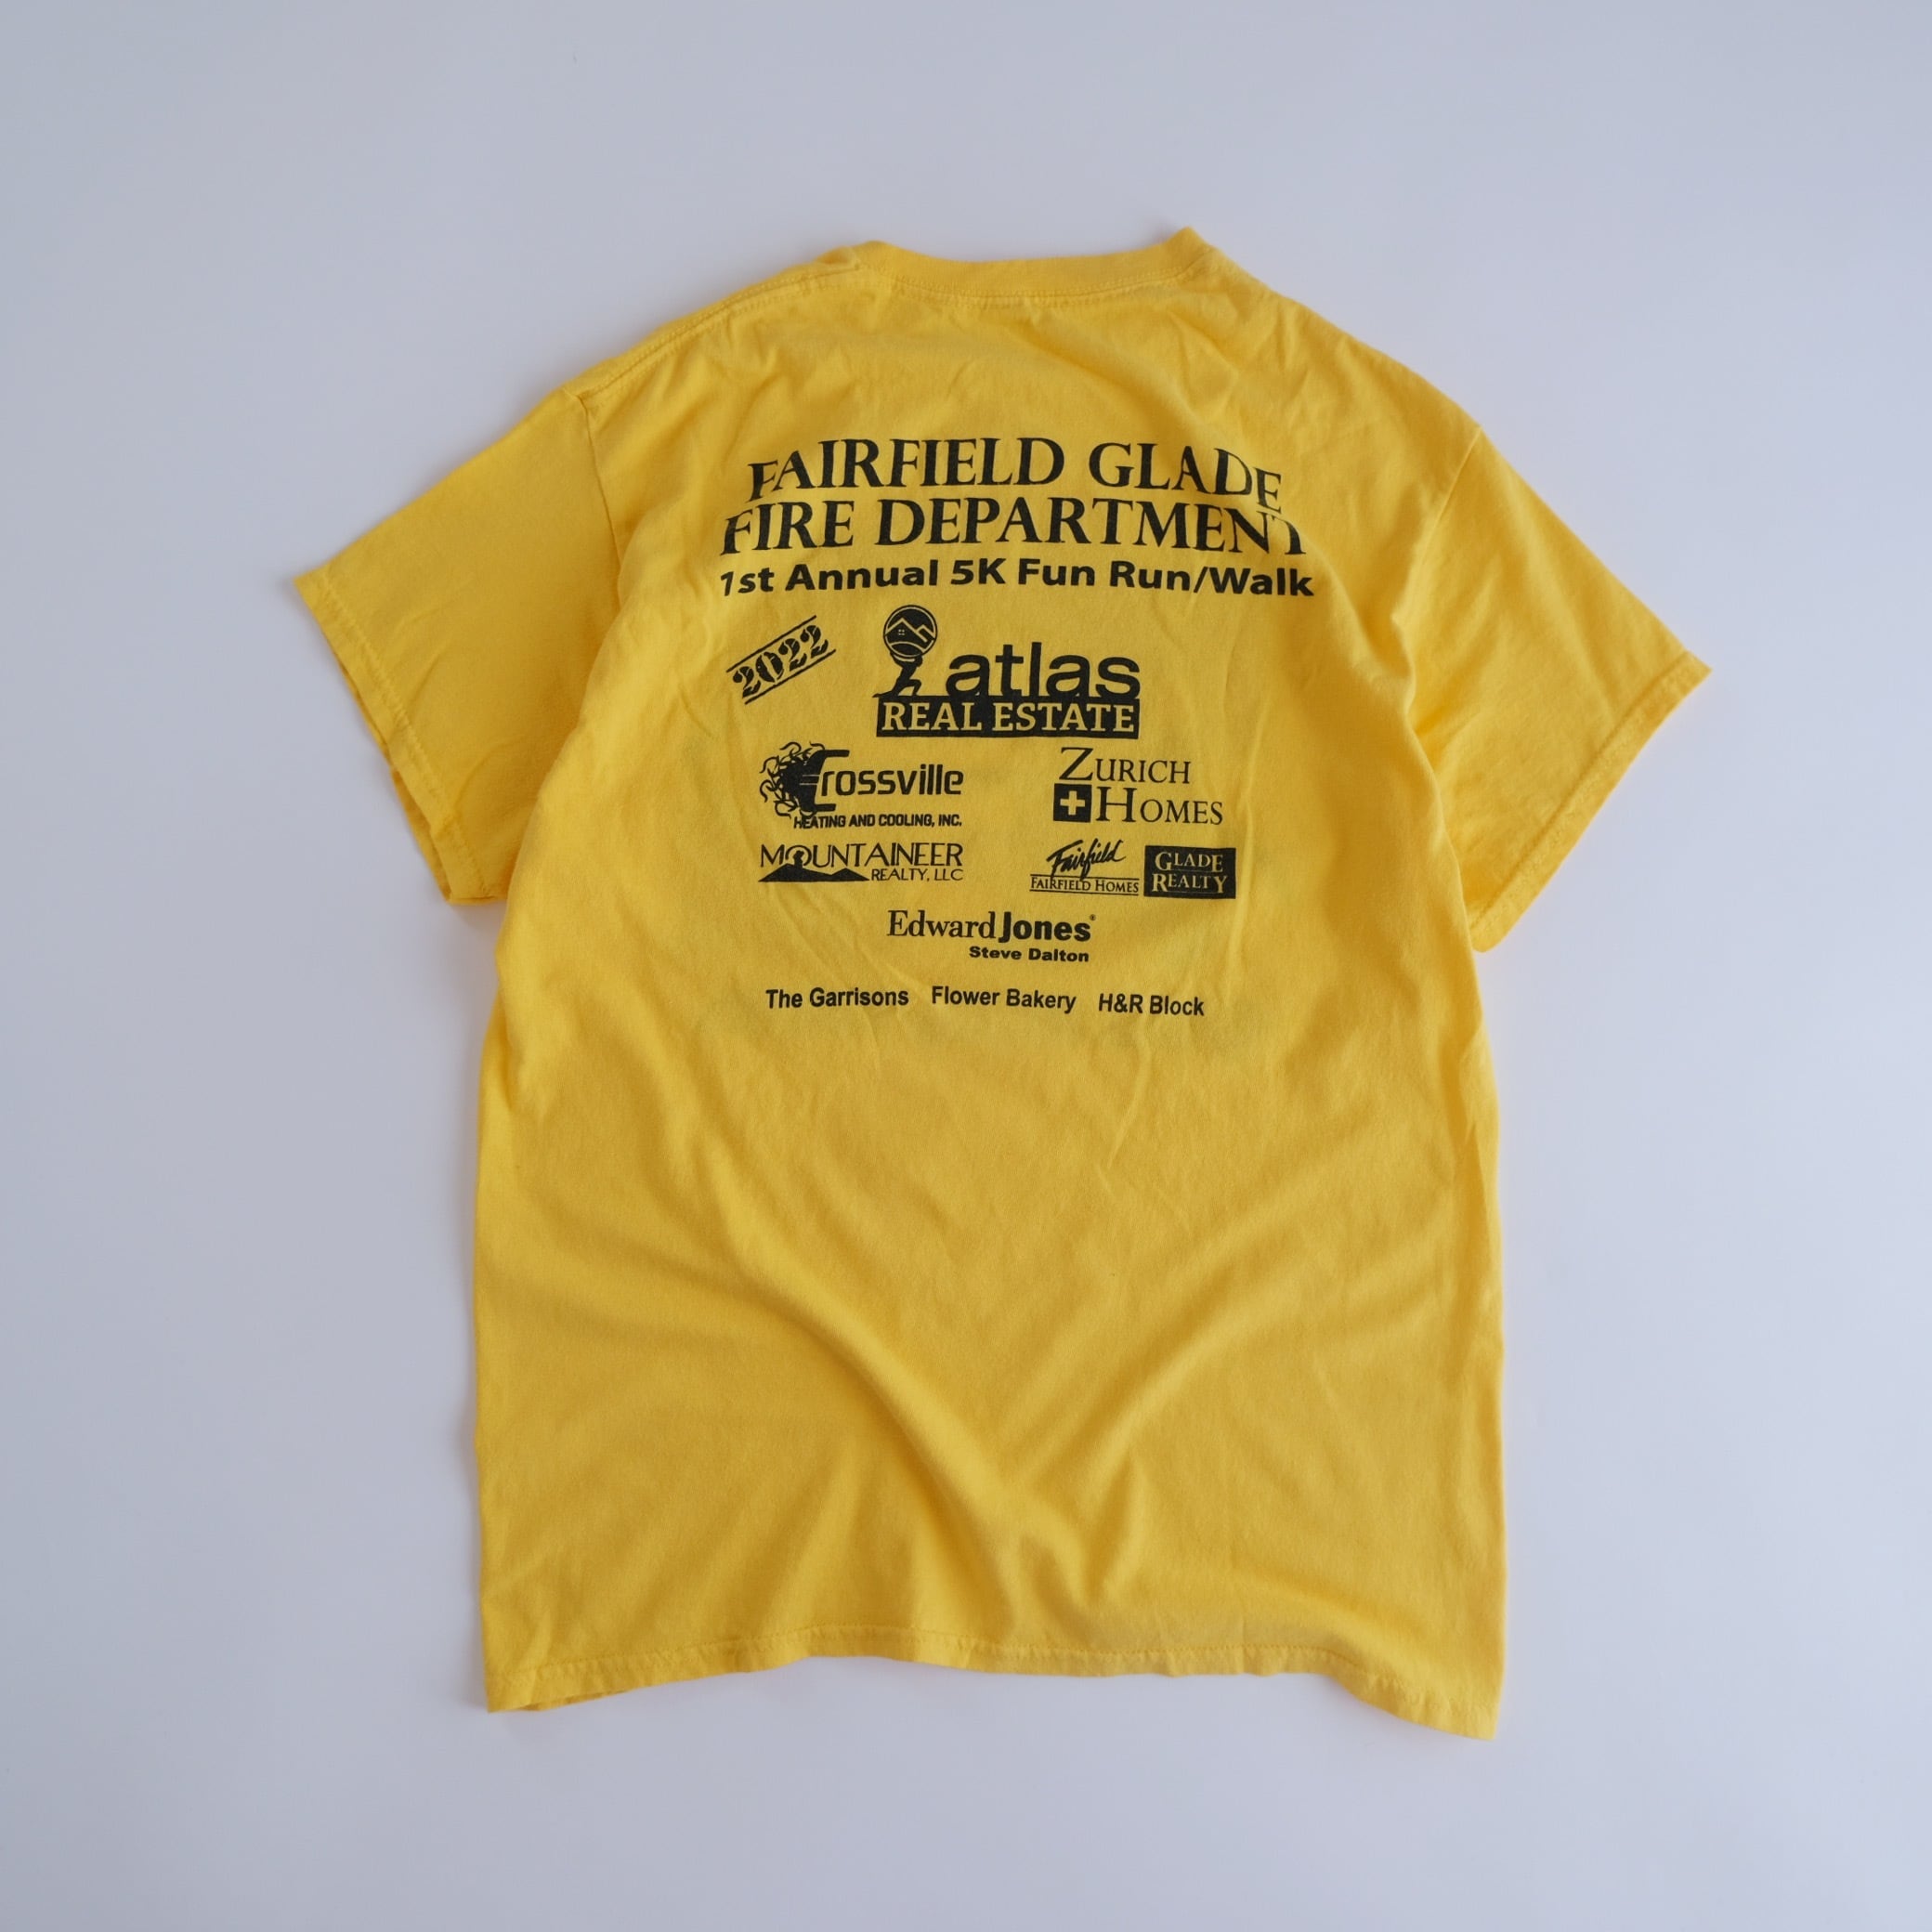 FAIRFIELD GLADE
FIRE DEPARTMENT
1st Annual 5K Fun Run/Walk
2022
atlas
REAL ESTATE
Crossville
HEATING AND COOLING, INC.
ZURICH
HOMES
MOUNTAINEER
REALTY, LLC
Fairfield
FAIRFIELD HOMES
GLADE
REALTY
Edward Jones®
Steve Dalton
The Garrisons Flower Bakery H&R Block